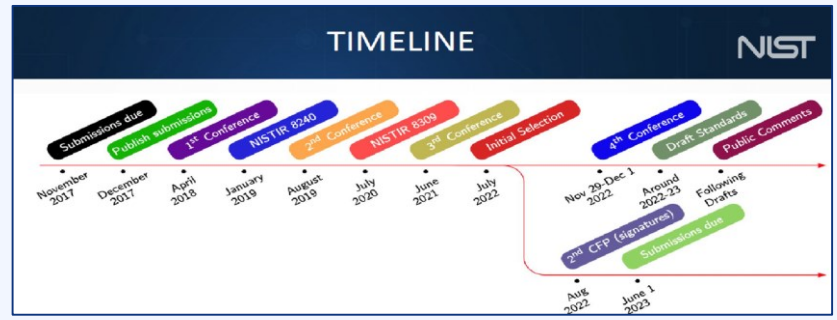 TIMELINE
NIST
Submissions due
Publish submissions
1st Conference
NISTIR 8240
2nd Conference
NISTIR 8309
3rd Conference
Initial Selection
4th Conference
Draft Standards
Public Comments
November
2017
December
2017
April
2018
January
2019
August
2019
July
2020
June
2021
July
2022
Nov 29-Dec 1
2022
Around
2022-23
Following
Drafts
2nd CFP (signatures)
Submissions due
Aug
2022
June 1
2023